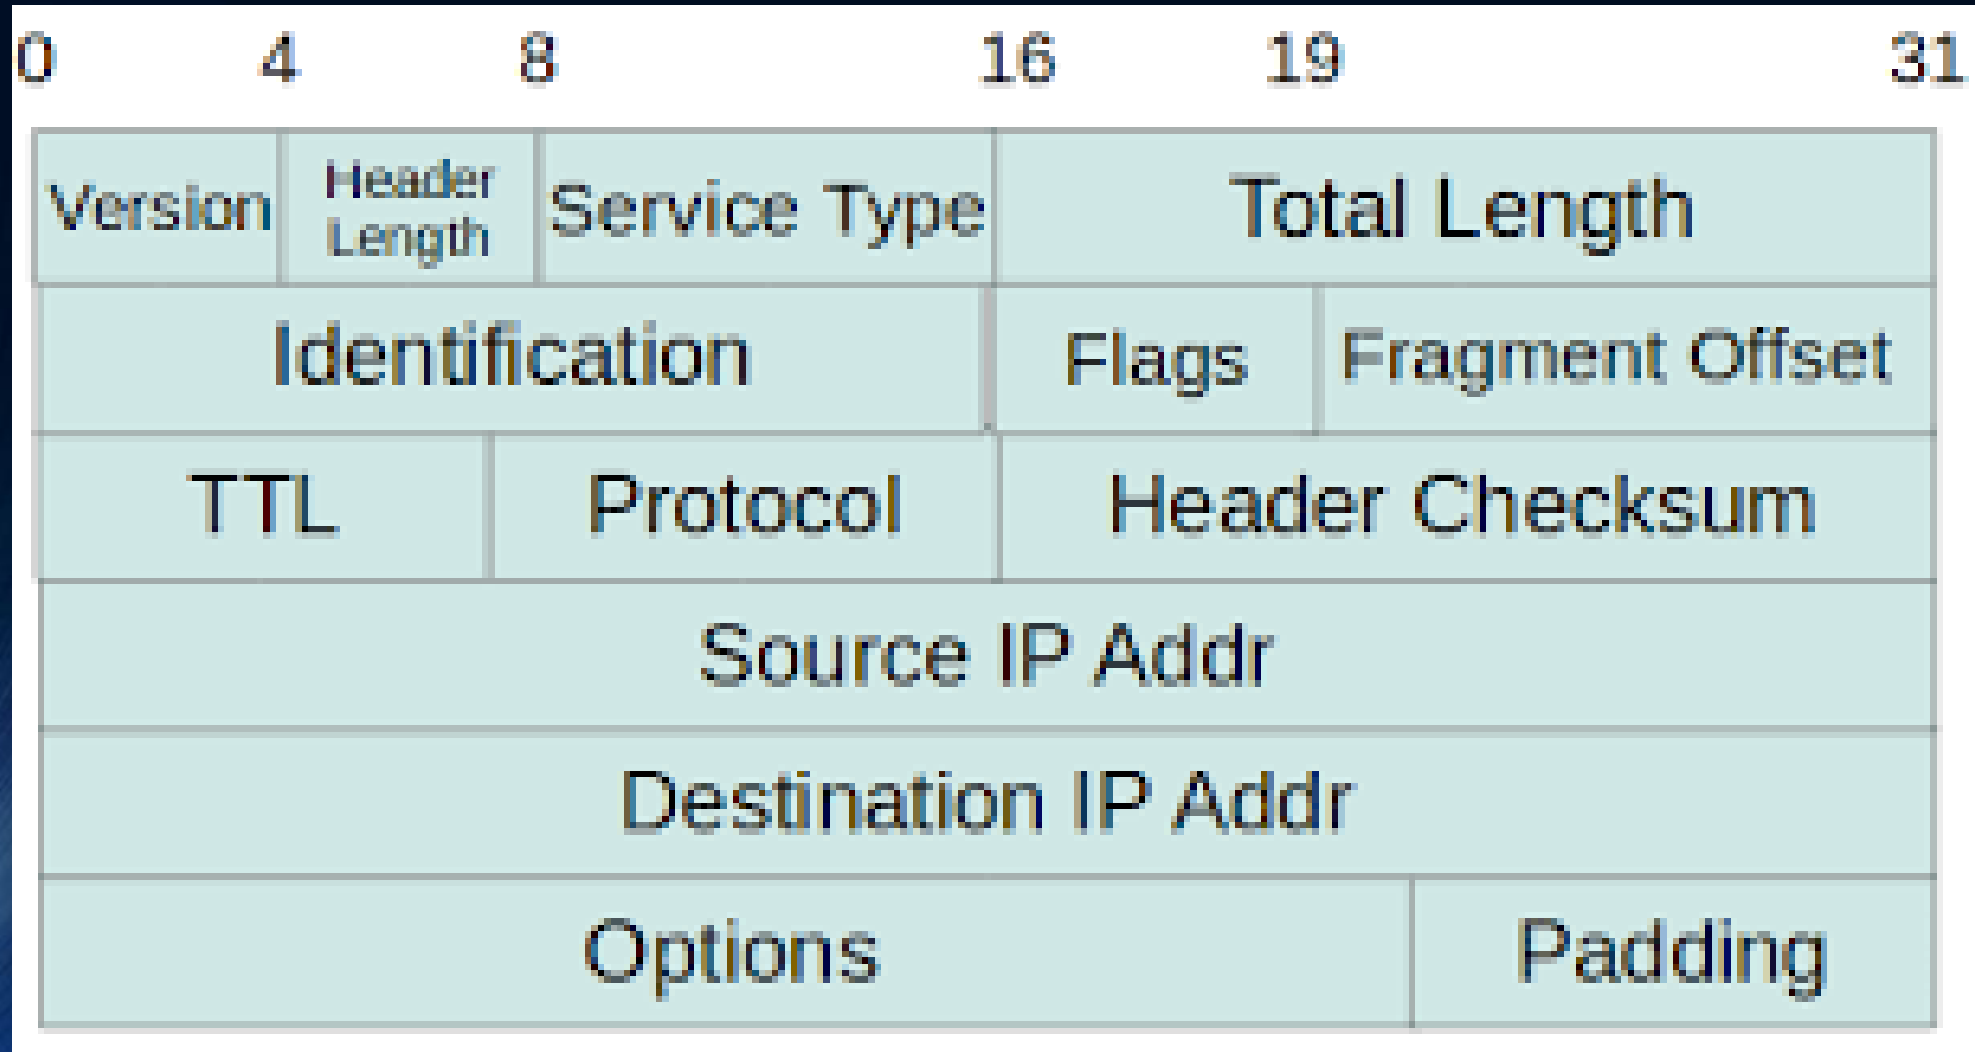 0 4 8 16 19 31
Version Header Length Service Type Total Length
Identification Flags Fragment Offset
TTL Protocol Header Checksum
Source IP Addr
Destination IP Addr
Options Padding